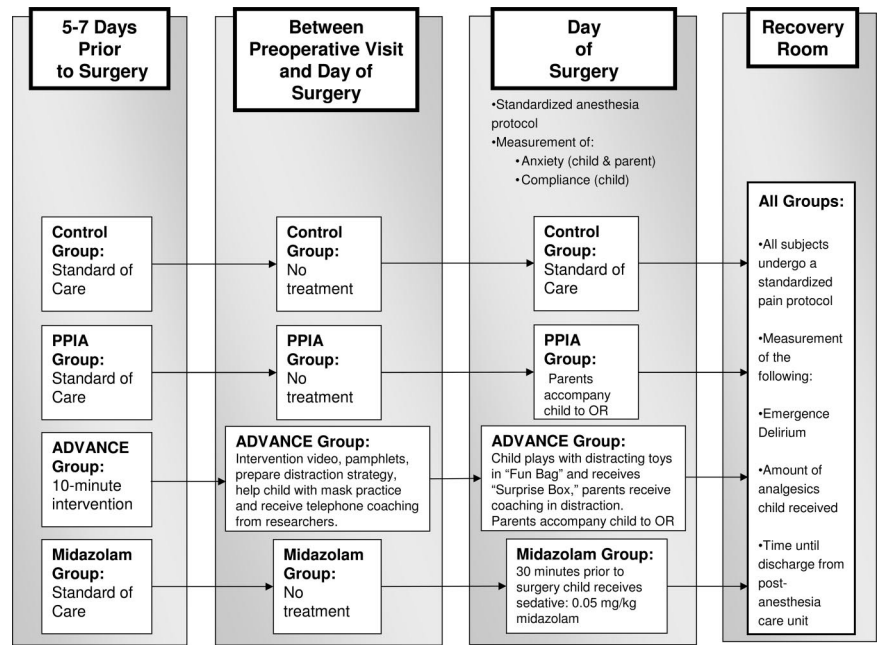 5-7 Days
Prior
to Surgery
Between
Preoperative Visit
and Day of
Surgery
Day
of
Surgery
Recovery
Room
•Standardized anesthesia
protocol
•Measurement of:
•Anxiety (child & parent)
•Compliance (child)
Control
Group:
Standard of
Care
Control
Group:
No
treatment
Control
Group:
Standard of
Care
PPIA
Group:
Standard of
Care
PPIA
Group:
No
treatment
PPIA
Group:
Parents
accompany
child to OR
ADVANCE
Group:
10-minute
intervention
ADVANCE Group:
Intervention video, pamphlets,
prepare distraction strategy,
help child with mask practice
and receive telephone coaching
from researchers.
ADVANCE Group:
Child plays with distracting toys
in “Fun Bag” and receives
“Surprise Box,” parents receive
coaching in distraction.
Parents accompany child to OR
Midazolam
Group:
Standard of
Care
Midazolam
Group:
No
treatment
Midazolam Group:
30 minutes prior to
surgery child receives
sedative: 0.05 mg/kg
midazolam
All Groups:
•All subjects
undergo a
standardized
pain protocol
•Measurement
of the
following:
•Emergence
Delirium
•Amount of
analgesics
child received
•Time until
discharge from
post-
anesthesia
care unit